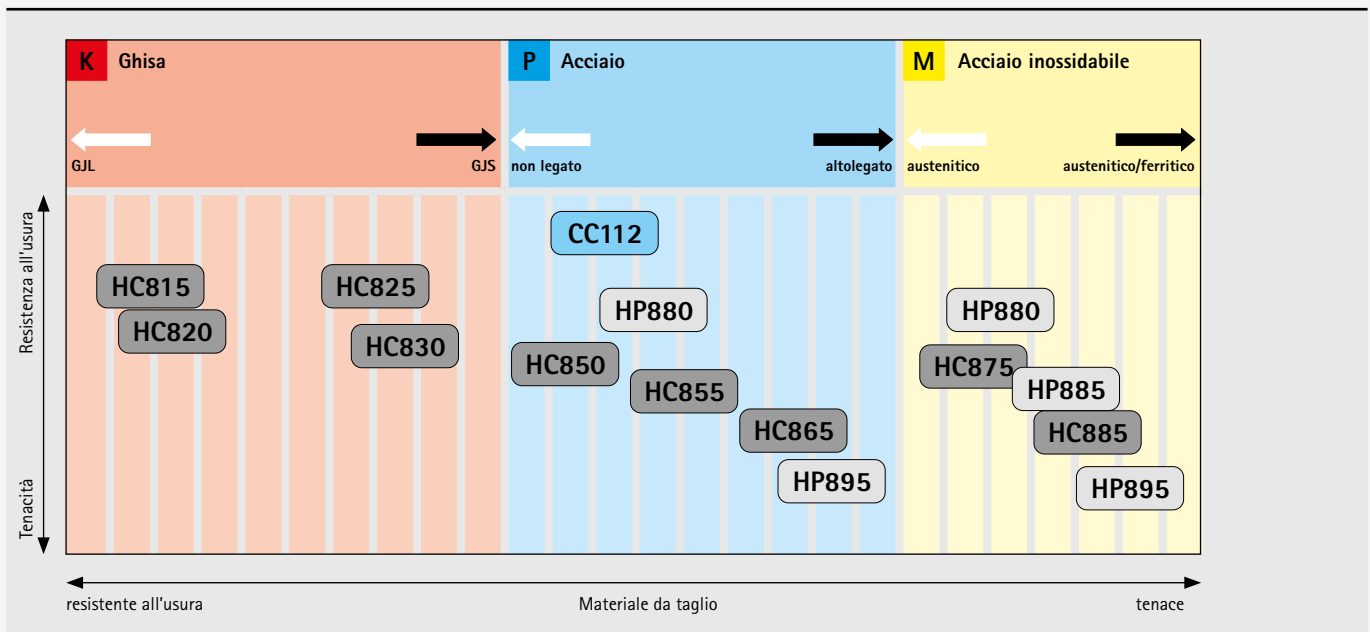 K Ghisa
P Acciaio
M Acciaio inossidabile
GJL
GJS
non legato
altolegato
austenitico
austenitico/ferritico
Resistenza all'usura
Tenacità
HC815
HC820
HC825
HC830
CC112
HP880
HC850
HC855
HC865
HP895
HP880
HC875
HP885
HC885
HP895
resistente all'usura
Materiale da taglio
tenace